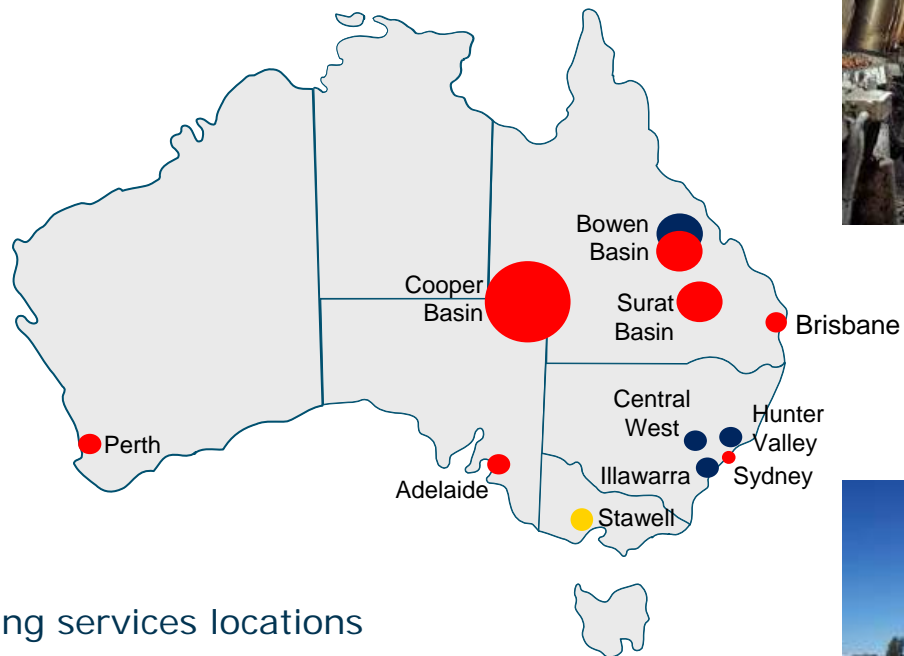 Bowen
Basin
Cooper
Basin
Surat
Basin
Brisbane
Central
West
Hunter
Valley
Perth
Illawarra
Sydney
Adelaide
Stawell
ng services locations